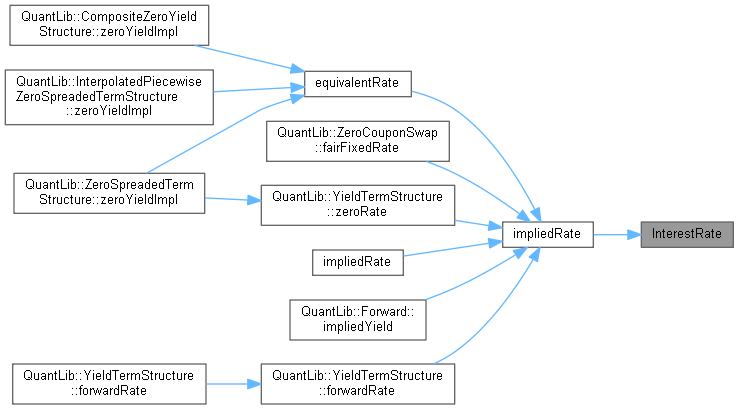 QuantLib::CompositeZeroYield
Structure::zeroYieldImpl
QuantLib::InterpolatedPiecewise
ZeroSpreadedTermStructure
::zeroYieldImpl
equivalentRate
QuantLib::ZeroCouponSwap
::fairFixedRate
QuantLib::ZeroSpreadedTerm
Structure::zeroYieldImpl
QuantLib::YieldTermStructure
::zeroRate
impliedRate
InterestRate
impliedRate
QuantLib::Forward::
impliedYield
QuantLib::YieldTermStructure
::forwardRate
QuantLib::YieldTermStructure
::forwardRate